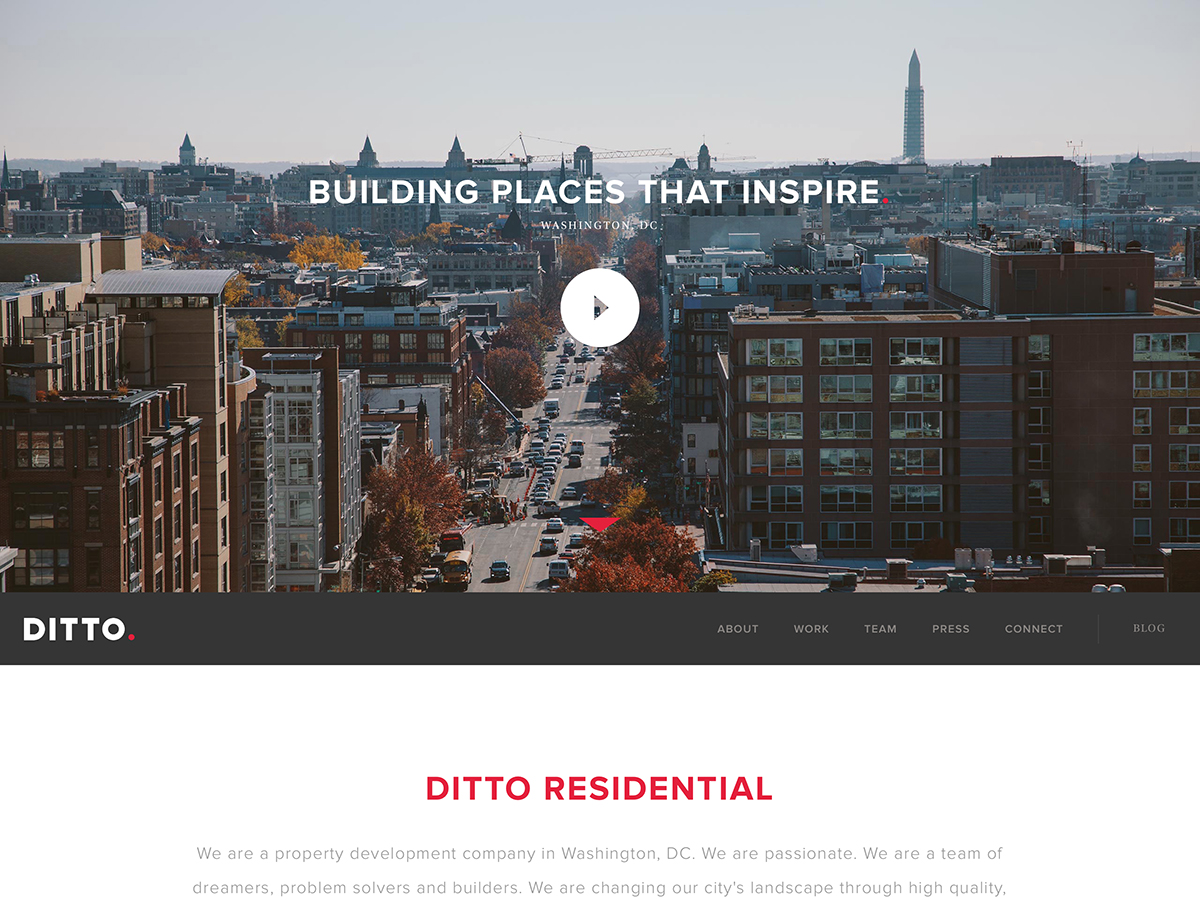 BUILDING PLACES THAT INSPIRE.
WASHINGTON, DC.
DITTO.
ABOUT WORK TEAM PRESS CONNECT BLOG
DITTO RESIDENTIAL
We are a property development company in Washington, DC. We are passionate. We are a team of
dreamers, problem solvers and builders. We are changing our city's landscape through high quality,